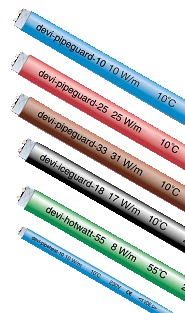 devi-pipeguard-10 10 W/m 10°C
devi-pipeguard-25 25 W/m 10°C
devi-pipeguard-33 31 W/m 10°C
devi-iceguard-18 17 W/m 10°C
devi-hotwatt-55 8 W/m 55°C
10°C